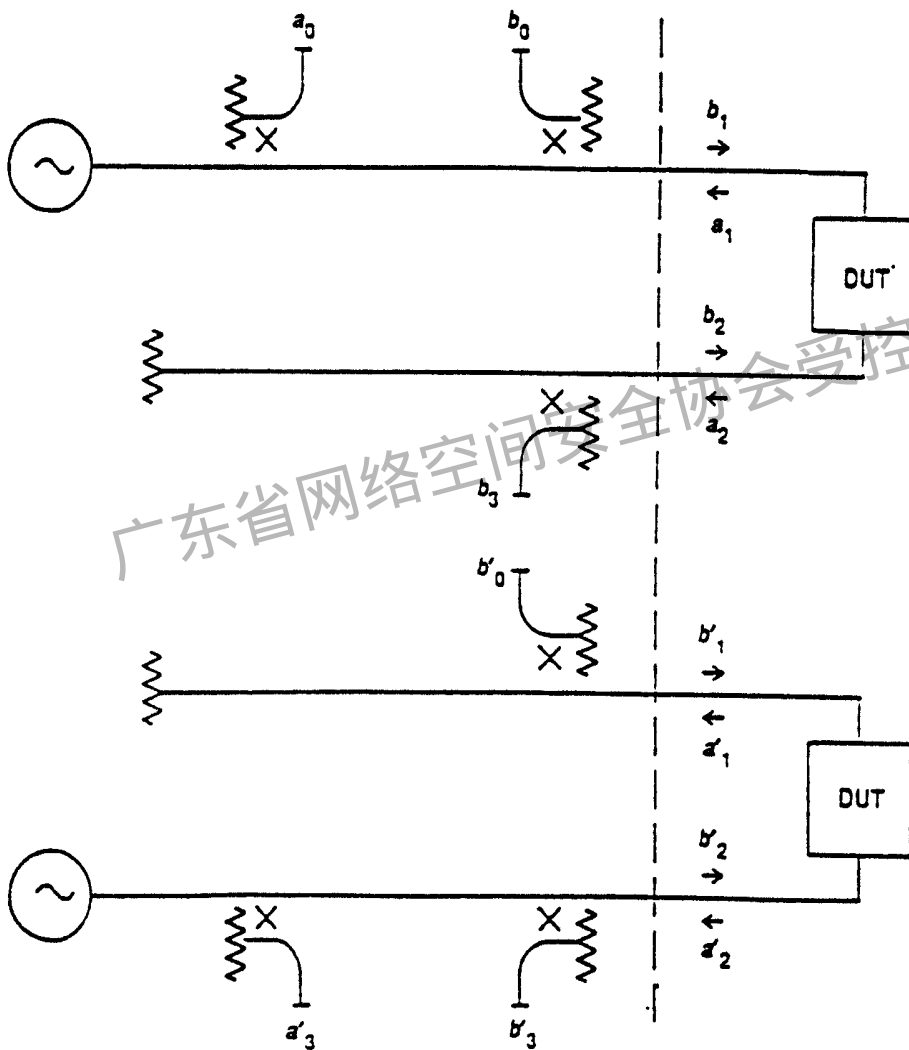 a₀ b₀
b₁
a₁
DUT
b₂
a₂
b₃
广东省网络空间安全协会受控
b'₀
b'₁
a'₁
DUT
b'₂
a'₂
a'₃ b'₃